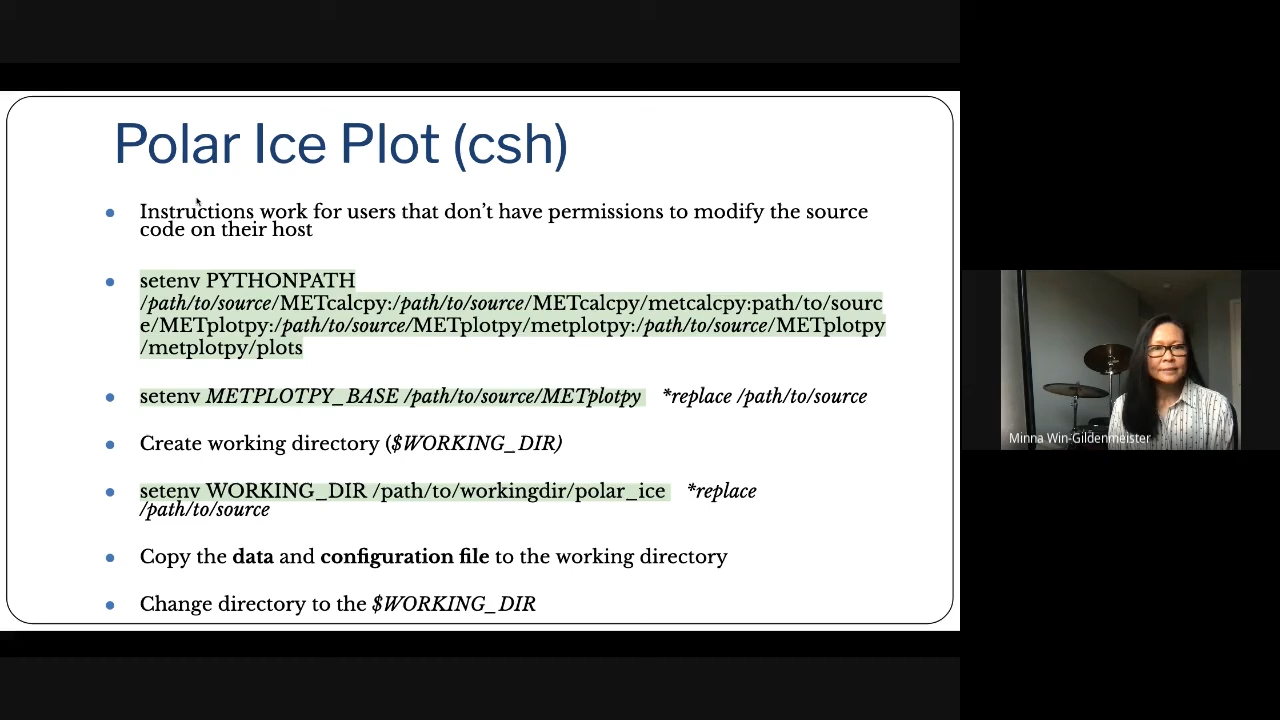 Polar Ice Plot (csh)
Instructions work for users that don’t have permissions to modify the source
code on their host
setenv PYTHONPATH
/path/to/source/METcalcpy:/path/to/source/METcalcpy/metcalcpy:path/to/sourc
e/METplotpy:/path/to/source/METplotpy/metplotpy:/path/to/source/METplotpy
/metplotpy/plots
setenv METPLOTPY_BASE /path/to/source/METplotpy *replace /path/to/source
Create working directory ($WORKING_DIR)
setenv WORKING_DIR /path/to/workingdir/polar_ice *replace
/path/to/source
Copy the data and configuration file to the working directory
Change directory to the $WORKING_DIR
Minna Win-Gildenmeister